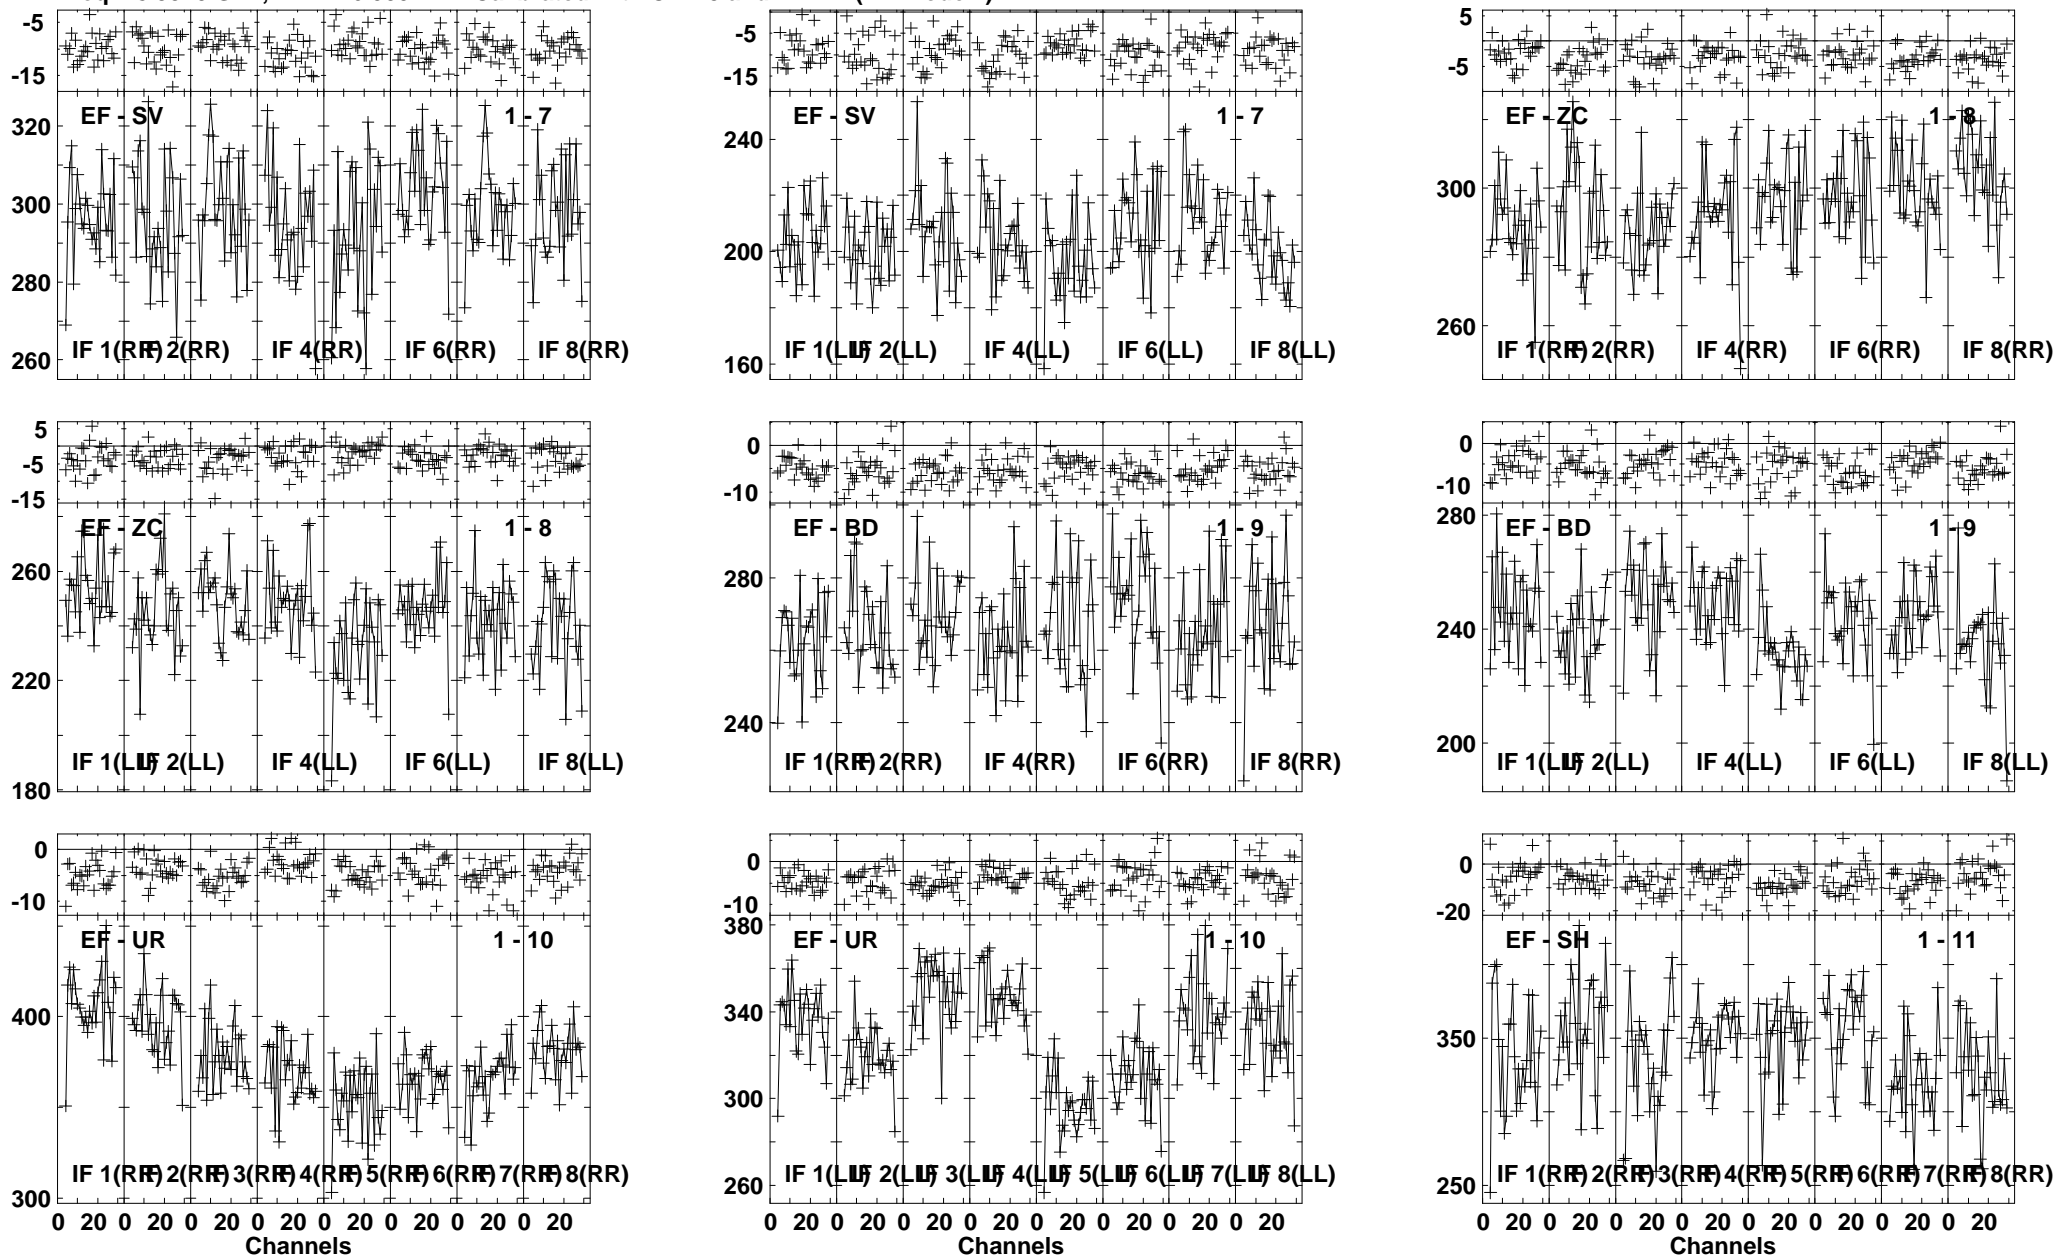 -5
-15
320
300
280
260
EF - SV
1 - 7
IF 1(RR) IF 2(RR) IF 4(RR) IF 6(RR) IF 8(RR)
-5
-15
240
200
160
EF - SV
1 - 7
IF 1(LL) IF 2(LL) IF 4(LL) IF 6(LL) IF 8(LL)
5
-5
300
260
EF - ZC
1 - 8
IF 1(RR) IF 2(RR) IF 4(RR) IF 6(RR) IF 8(RR)
5
-5
-15
260
220
180
EF - ZC
1 - 8
IF 1(LL) IF 2(LL) IF 4(LL) IF 6(LL) IF 8(LL)
0
-10
280
240
EF - BD
1 - 9
IF 1(RR) IF 2(RR) IF 4(RR) IF 6(RR) IF 8(RR)
0
-10
280
240
200
EF - BD
1 - 9
IF 1(LL) IF 2(LL) IF 4(LL) IF 6(LL) IF 8(LL)
0
-10
400
300
EF - UR
1 - 10
IF 1(RR) IF 2(RR) IF 3(RR) IF 4(RR) IF 5(RR) IF 6(RR) IF 7(RR) IF 8(RR)
0 20 0 20 0 20 0 20 0 20 0 20 0 20 0 20
Channels
0
-10
380
340
300
260
EF - UR
1 - 10
IF 1(LL) IF 2(LL) IF 3(LL) IF 4(LL) IF 5(LL) IF 6(LL) IF 7(LL) IF 8(LL)
0 20 0 20 0 20 0 20 0 20 0 20 0 20 0 20
Channels
0
-20
350
250
EF - SH
1 - 11
IF 1(RR) IF 2(RR) IF 3(RR) IF 4(RR) IF 5(RR) IF 6(RR) IF 7(RR) IF 8(RR)
0 20 0 20 0 20 0 20 0 20 0 20 0 20 0 20
Channels